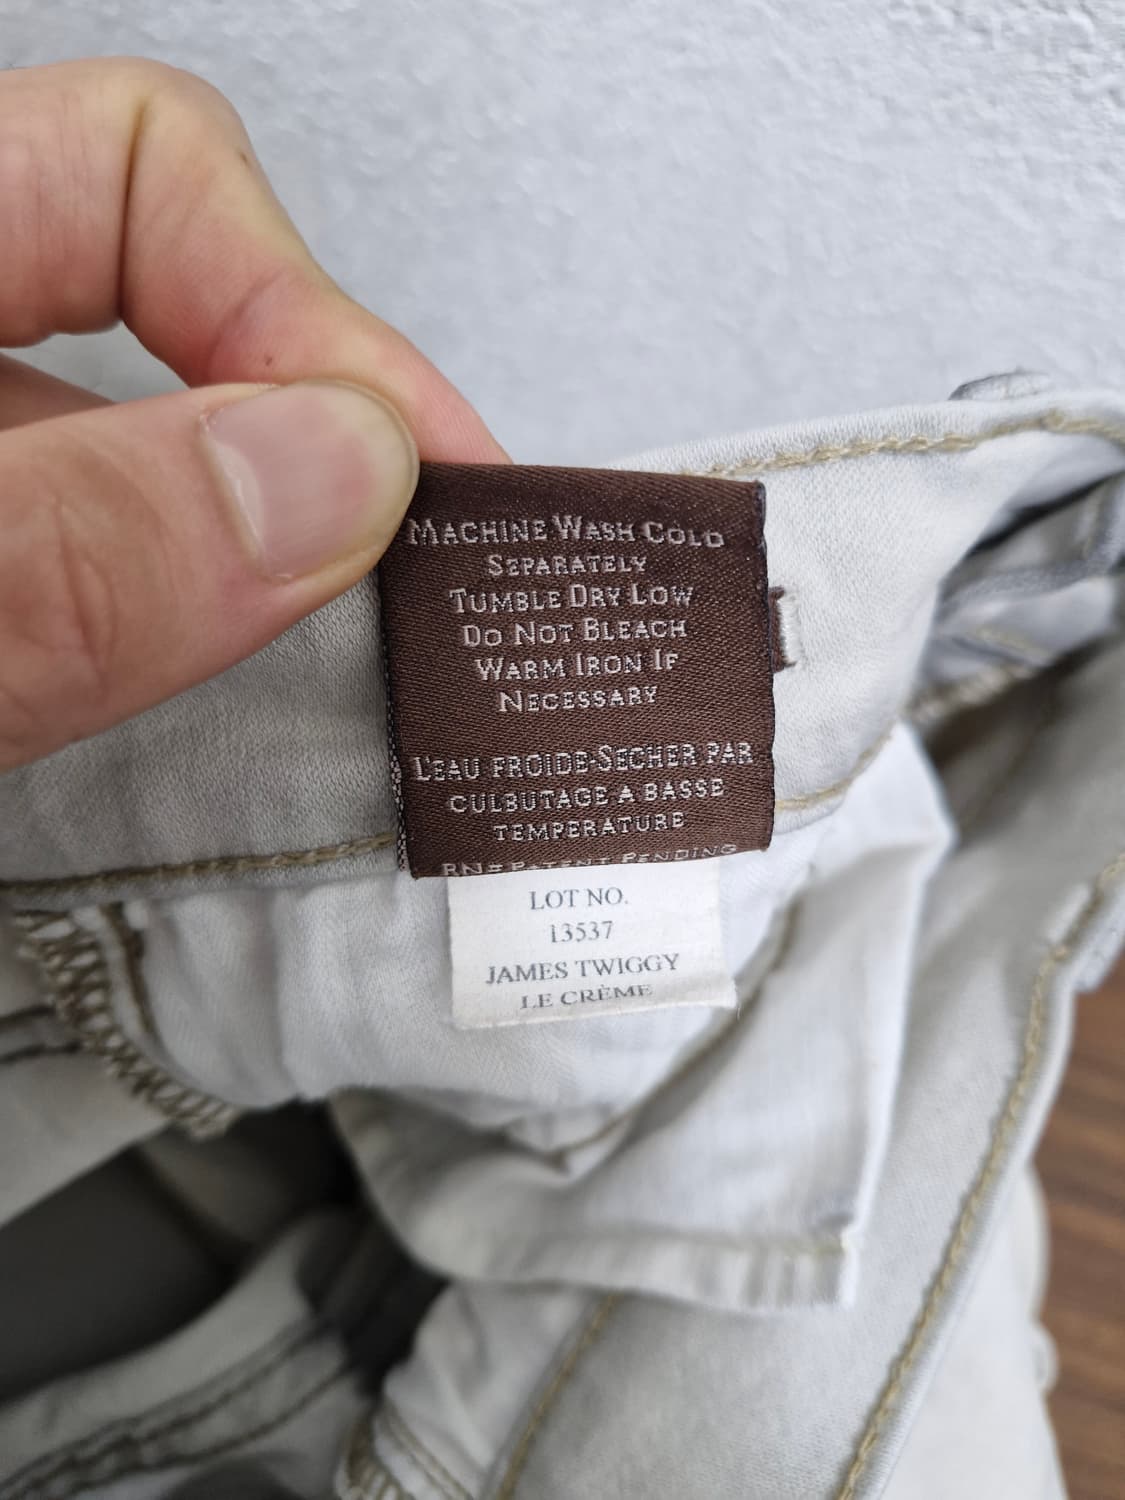 MACHINE WASH COLD
SEPARATELY
TUMBLE DRY LOW
DO NOT BLEACH
WARM IRON IF
NECESSARY
L'EAU FROIDE-SECHER PAR
CULBUTAGE A BASSE
TEMPERATURE
RN= PATENT PENDING
LOT NO.
13537
JAMES TWIGGY
LE CRÈME